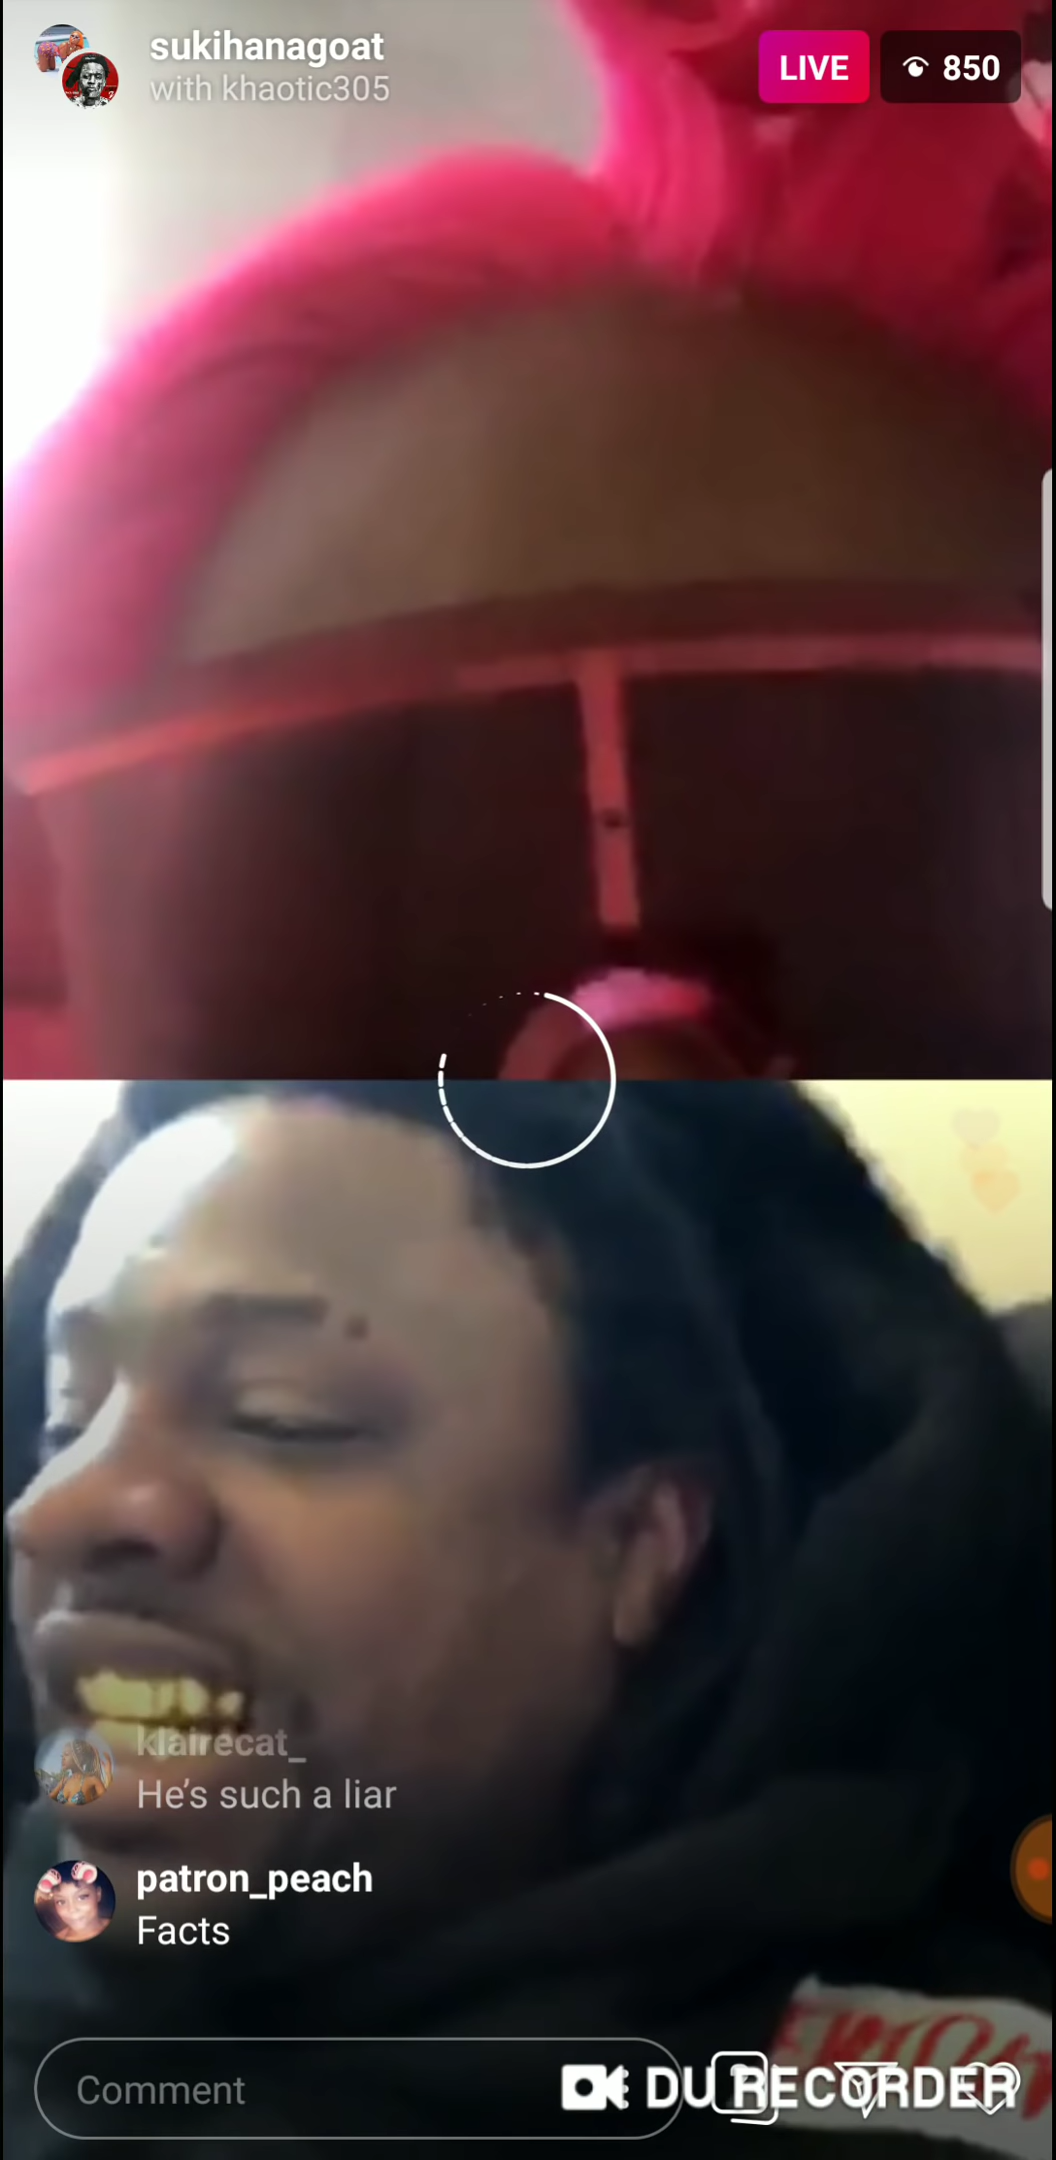 sukihanagoat
with khaotic305
LIVE
850
klairecat_
He's such a liar
patron_peach
Facts
Comment
DU RECORDER